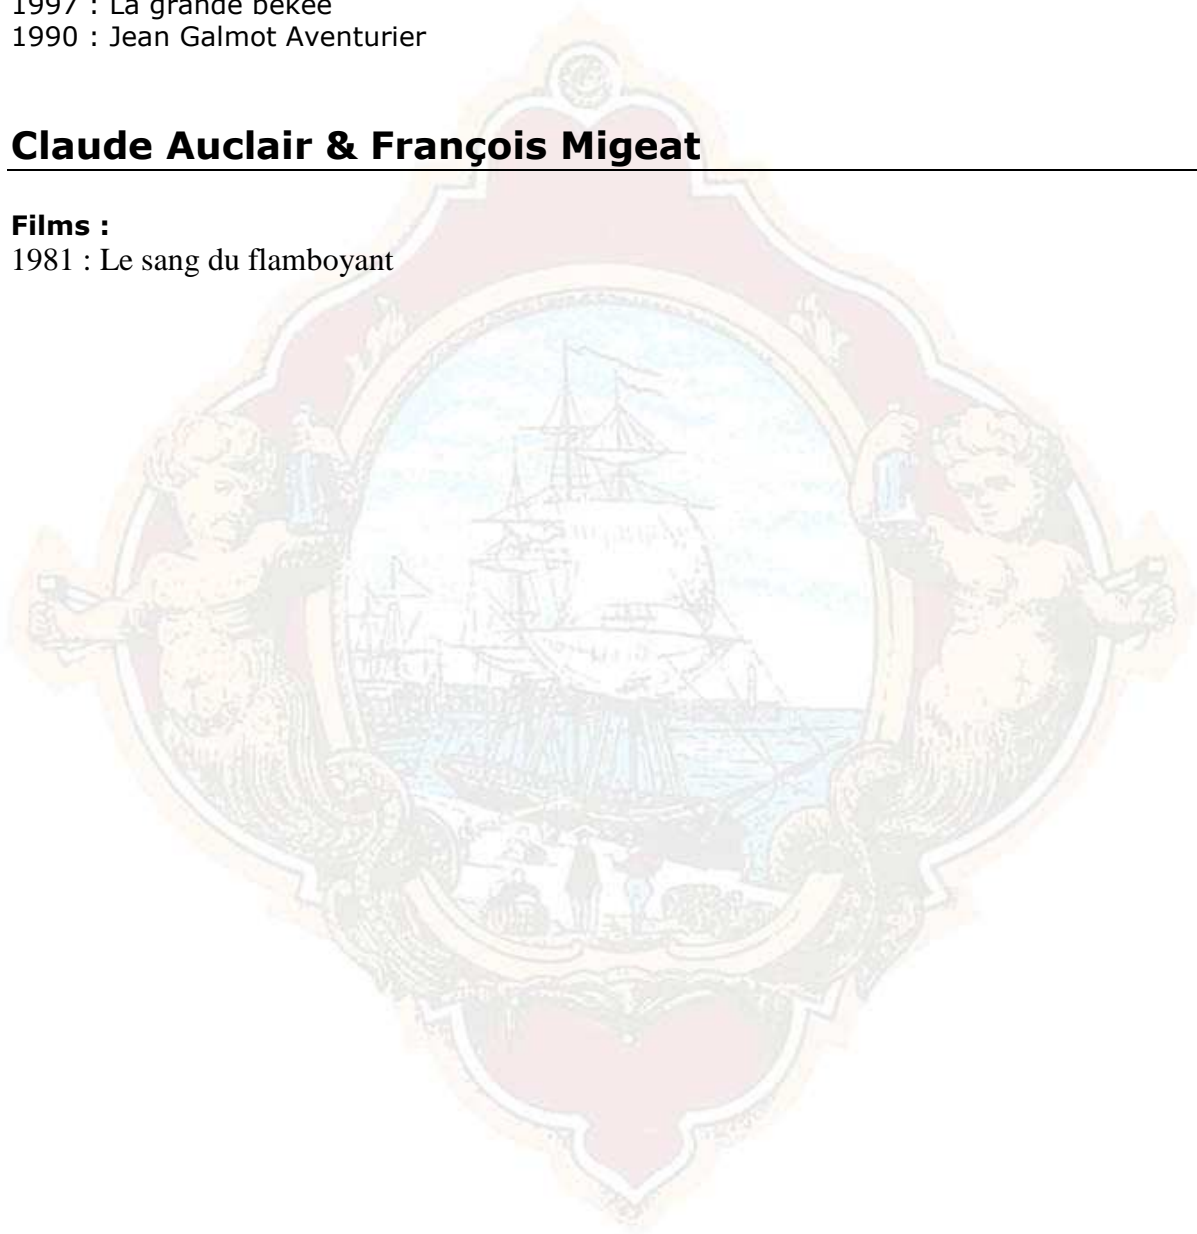 1997 : La grande békée
1990 : Jean Galmot Aventurier
Claude Auclair & François Migeat
Films :
1981 : Le sang du flamboyant